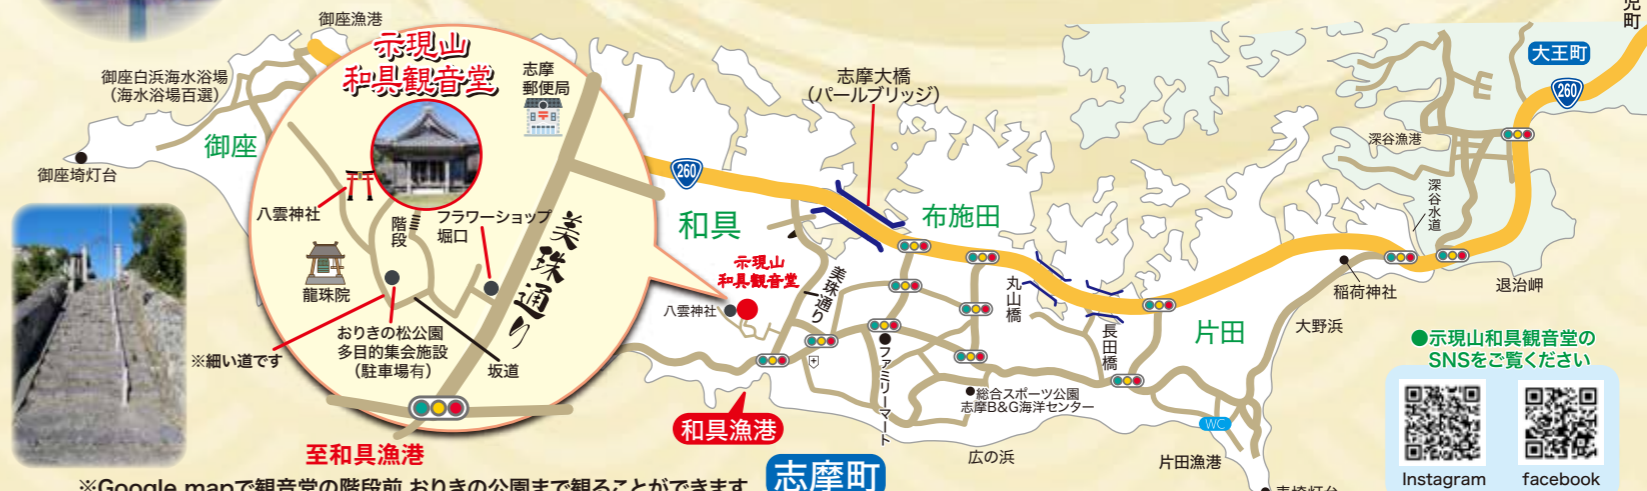 御座漁港
御座白浜海水浴場
（海水浴場百選）
御座
御座埼灯台
示現山
和具観音堂
志摩
郵便局
八雲神社
階段
フラワーショップ
堀口
美珠通り
龍珠院
おりきの松公園
多目的集会施設
（駐車場有）
坂道
※細い道です
至和具漁港
260
志摩大橋
（パールブリッジ）
和具
布施田
示現山
和具観音堂
八雲神社
美珠通り
ファミリーマート
丸山橋
長田橋
総合スポーツ公園
志摩B&G海洋センター
和具漁港
広の浜
志摩町
片田
WC
片田漁港
大王町
260
深谷漁港
深谷水道
稲荷神社
大野浜
退治岬
●示現山和具観音堂の
SNSをご覧ください
Instagram
facebook
※Google mapで観音堂の階段前 おりきの公園まで観ることができます